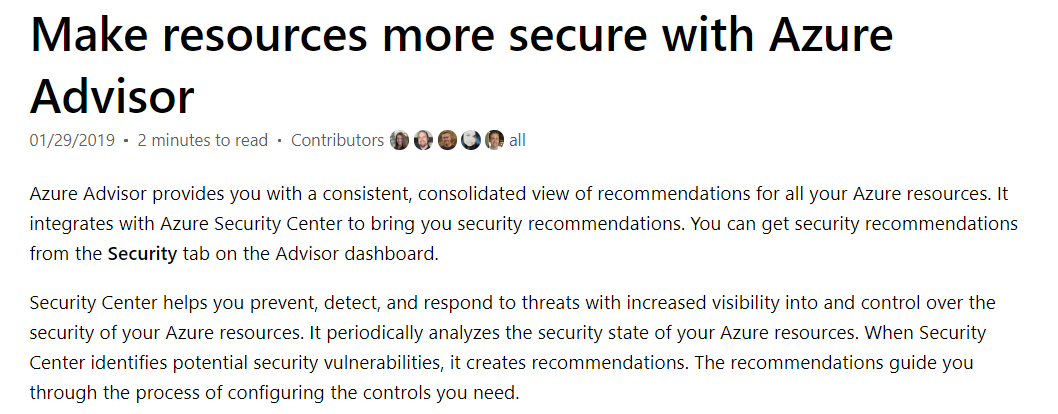 Make resources more secure with Azure
Advisor
01/29/2019 • 2 minutes to read • Contributors all
Azure Advisor provides you with a consistent, consolidated view of recommendations for all your Azure resources. It
integrates with Azure Security Center to bring you security recommendations. You can get security recommendations
from the Security tab on the Advisor dashboard.
Security Center helps you prevent, detect, and respond to threats with increased visibility into and control over the
security of your Azure resources. It periodically analyzes the security state of your Azure resources. When Security
Center identifies potential security vulnerabilities, it creates recommendations. The recommendations guide you
through the process of configuring the controls you need.